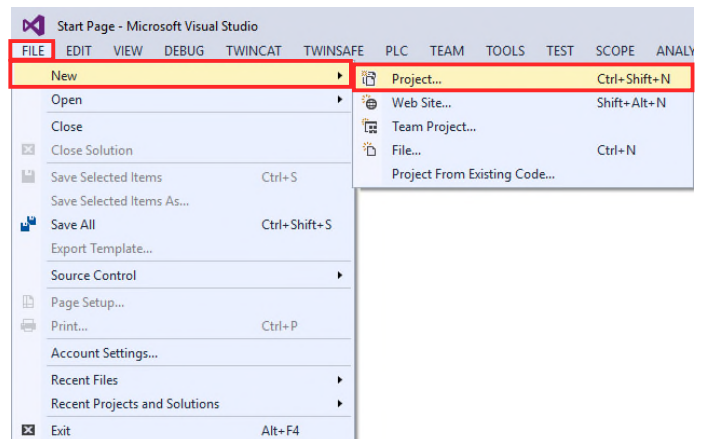 Start Page - Microsoft Visual Studio
FILE EDIT VIEW DEBUG TWINCAT TWINSAFE PLC TEAM TOOLS TEST SCOPE ANALY
New
Project... Ctrl+Shift+N
Open
Web Site... Shift+Alt+N
Close
Team Project...
Close Solution
File... Ctrl+N
Save Selected Items Ctrl+S
Project From Existing Code...
Save Selected Items As...
Save All Ctrl+Shift+S
Export Template...
Source Control
Page Setup...
Print... Ctrl+P
Account Settings...
Recent Files
Recent Projects and Solutions
Exit Alt+F4